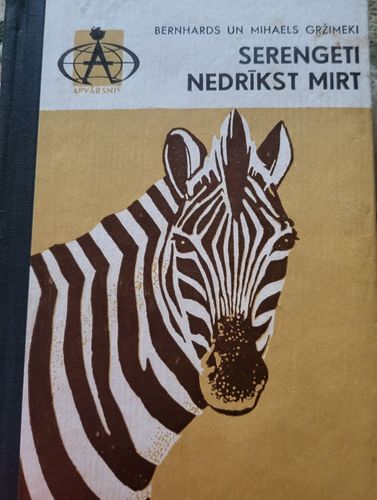 BERNHARDS UN MIHAELS GRŽIMEKI
SERENGETI
NEDRĪKST MIRT
A
APVĀRSNIS